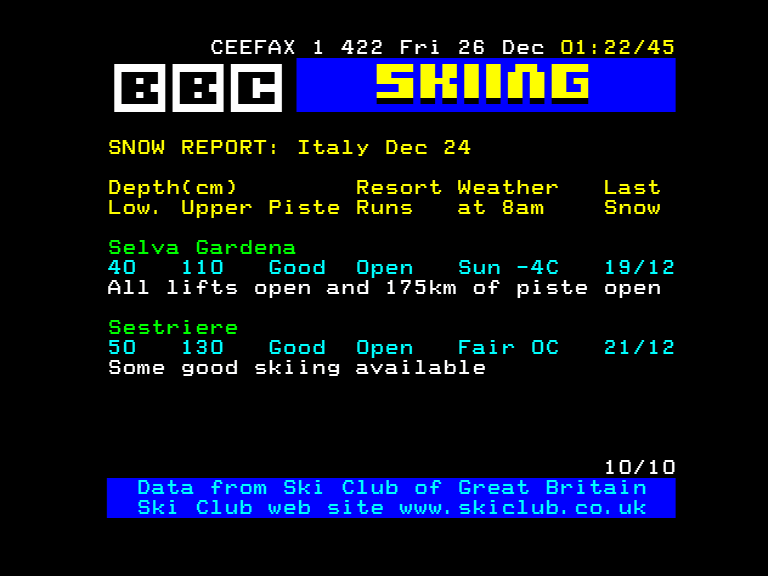 CEEFAX 1 422 Fri 26 Dec 01:22/45
BBC SKIING
SNOW REPORT: Italy Dec 24
Depth(cm) Resort Weather Last
Low. Upper Piste Runs at 8am Snow
Selva Gardena
40 110 Good Open Sun -4C 19/12
All lifts open and 175km of piste open
Sestriere
50 130 Good Open Fair 0C 21/12
Some good skiing available
10/10
Data from Ski Club of Great Britain
Ski Club web site www.skiclub.co.uk